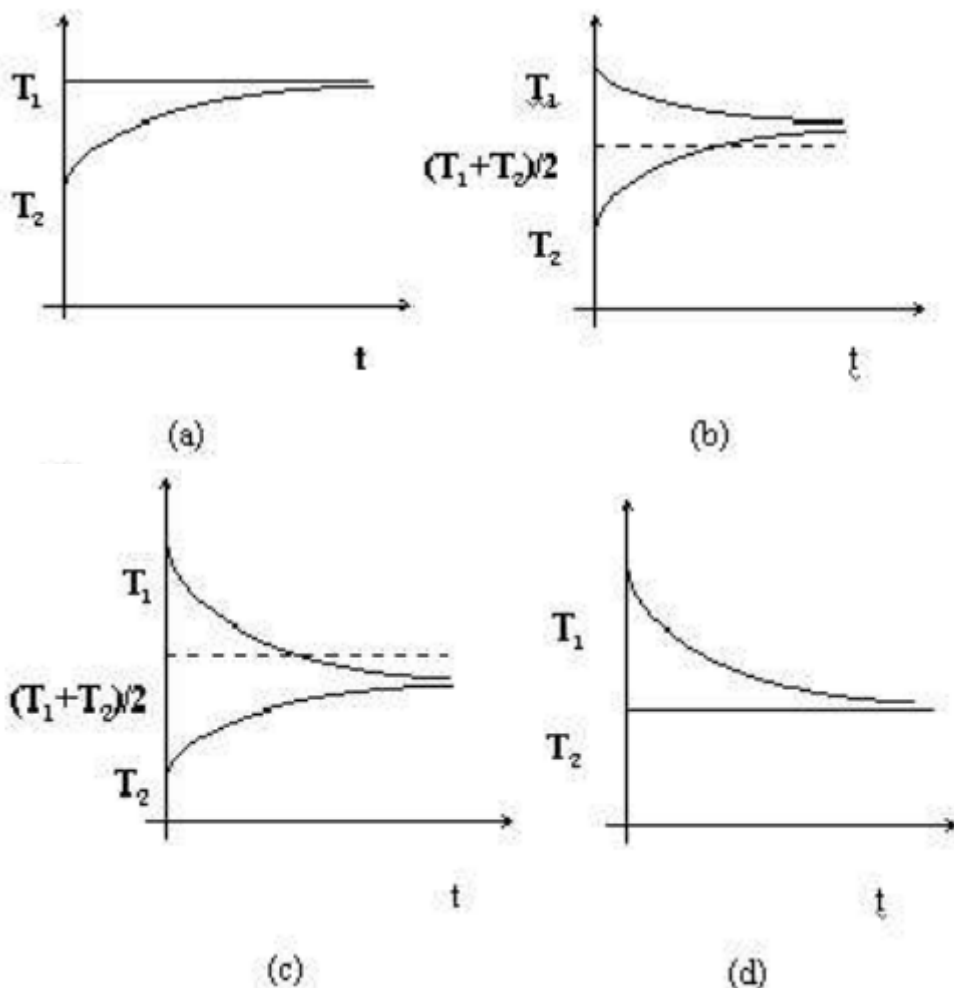 T₁
T₂
t
(a)
T₁
(T₁+T₂)/2
T₂
t
(b)
T₁
(T₁+T₂)/2
T₂
t
(c)
T₁
T₂
t
(d)